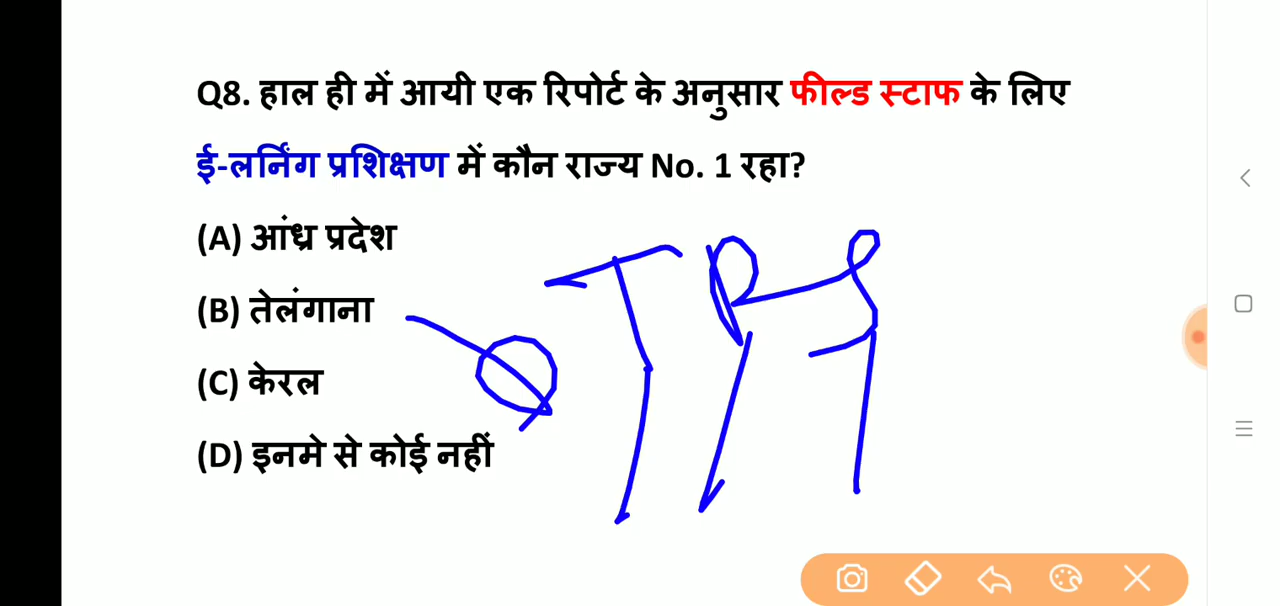 Q8. हाल ही में आयी एक रिपोर्ट के अनुसार फील्ड स्टाफ के लिए
ई-लर्निंग प्रशिक्षण में कौन राज्य No. 1 रहा?
(A) आंध्र प्रदेश
(B) तेलंगाना
(C) केरल
(D) इनमे से कोई नहीं